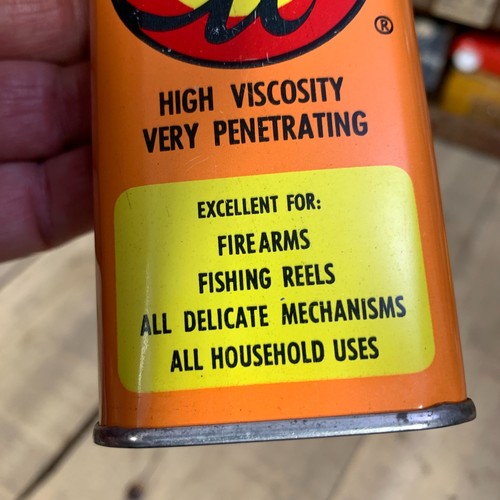 ®
HIGH VISCOSITY
VERY PENETRATING
EXCELLENT FOR:
FIREARMS
FISHING REELS
ALL DELICATE MECHANISMS
ALL HOUSEHOLD USES